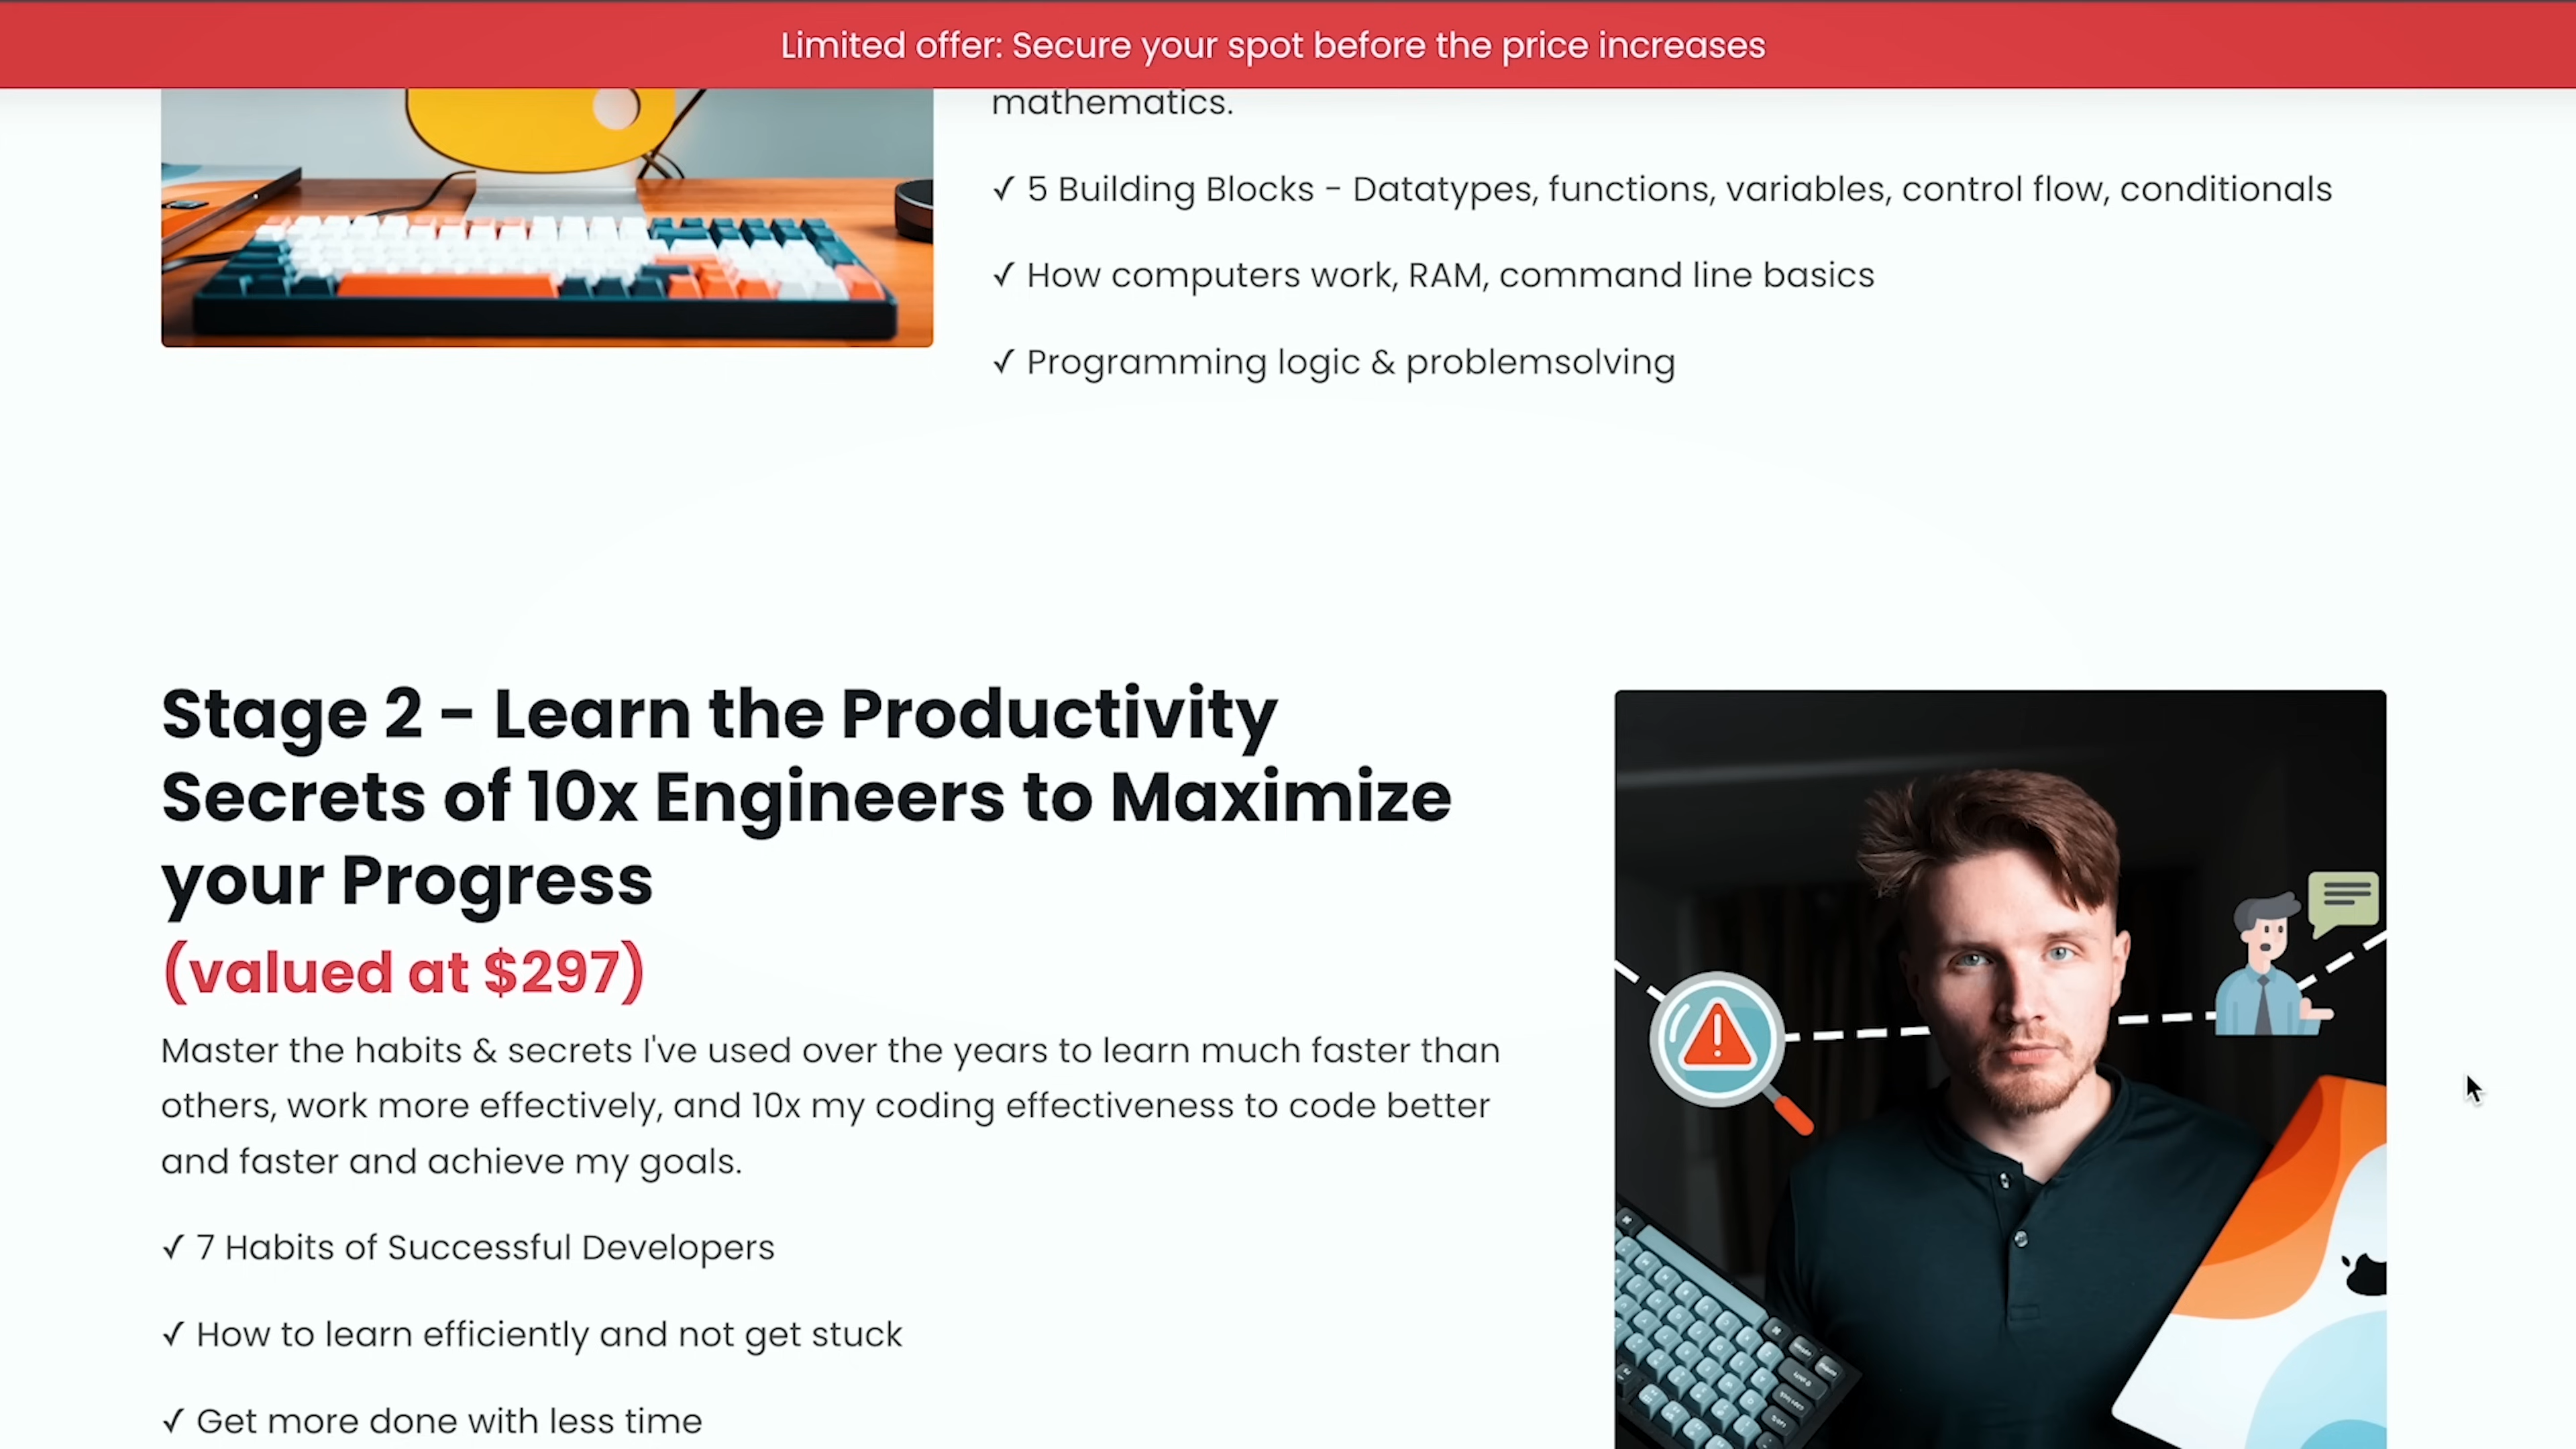 Limited offer: Secure your spot before the price increases
mathematics.
✓ 5 Building Blocks - Datatypes, functions, variables, control flow, conditionals
✓ How computers work, RAM, command line basics
✓ Programming logic & problemsolving
Stage 2 - Learn the Productivity
Secrets of 10x Engineers to Maximize
your Progress
(valued at $297)
Master the habits & secrets I've used over the years to learn much faster than
others, work more effectively, and 10x my coding effectiveness to code better
and faster and achieve my goals.
✓ 7 Habits of Successful Developers
✓ How to learn efficiently and not get stuck
✓ Get more done with less time